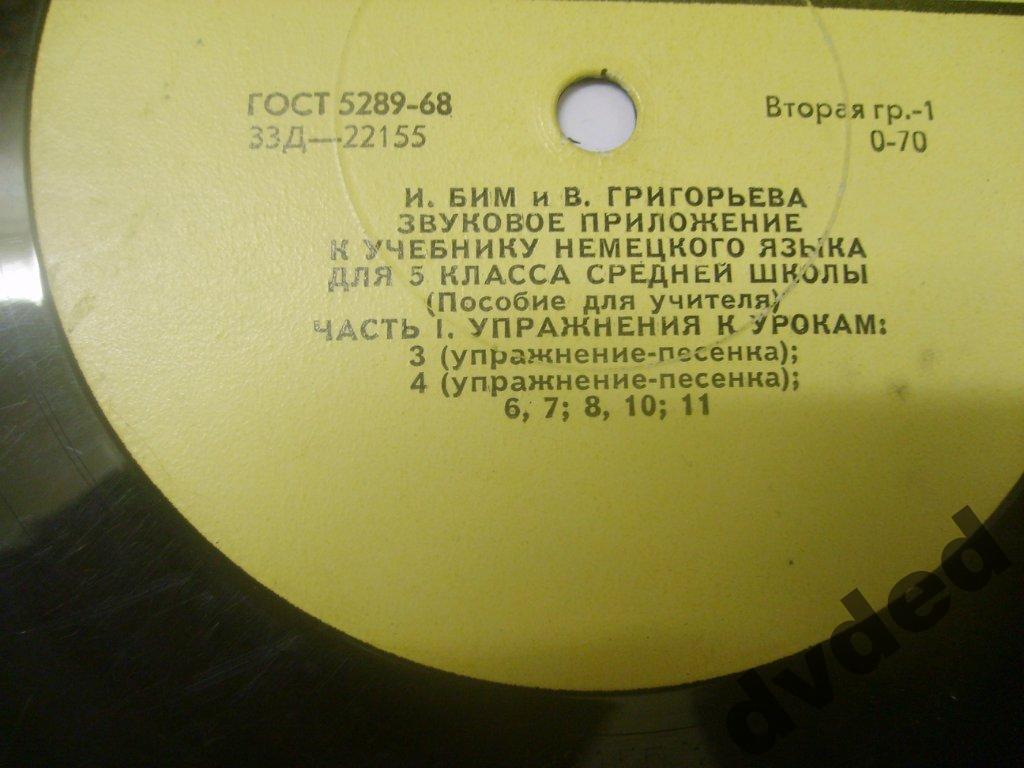 ГОСТ 5289-68
33Д—22155
Вторая гр.-1
0-70
И. БИМ и В. ГРИГОРЬЕВА
ЗВУКОВОЕ ПРИЛОЖЕНИЕ
К УЧЕБНИКУ НЕМЕЦКОГО ЯЗЫКА
ДЛЯ 5 КЛАССА СРЕДНЕЙ ШКОЛЫ
(Пособие для учителя)
ЧАСТЬ I. УПРАЖНЕНИЯ К УРОКАМ:
3 (упражнение-песенка);
4 (упражнение-песенка);
6, 7; 8, 10; 11
dvded